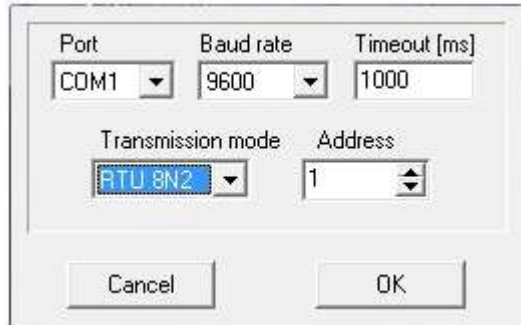 Port Baud rate Timeout [ms]
COM1 9600 1000
Transmission mode Address
RTU 8N2 1
Cancel OK